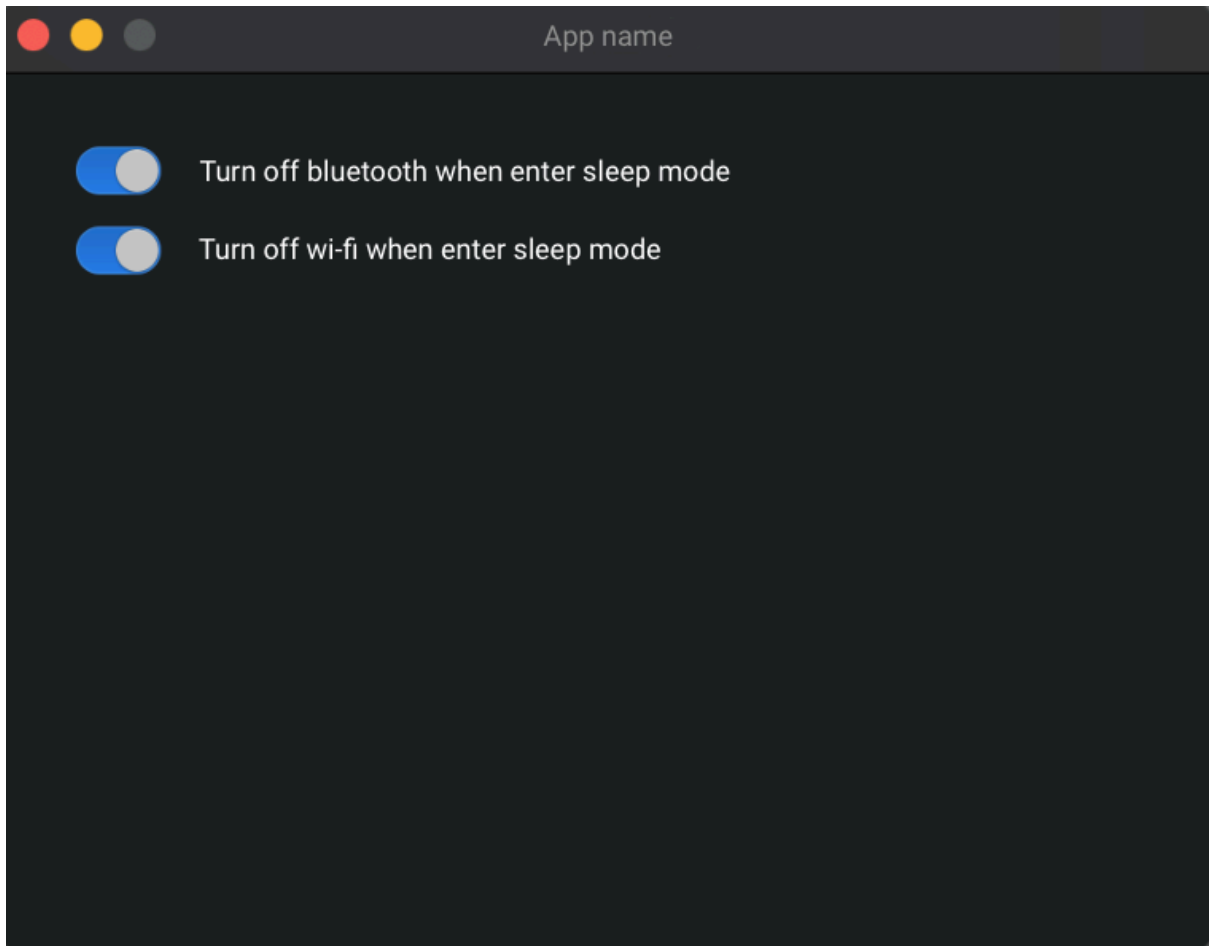 App name
Turn off bluetooth when enter sleep mode
Turn off wi-fi when enter sleep mode